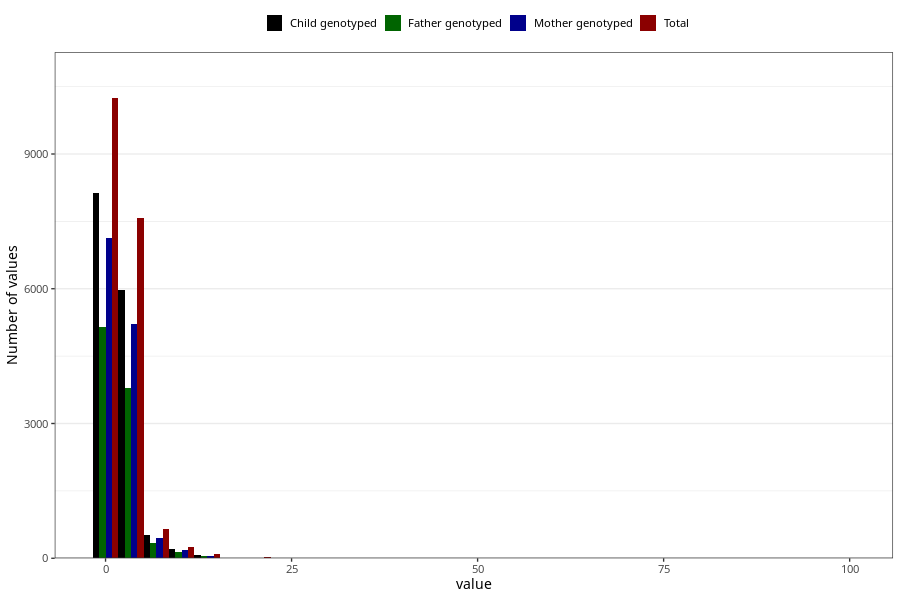 Child genotyped Father genotyped Mother genotyped Total
Number of values
9000
6000
3000
0
0 25 50 75 100
value